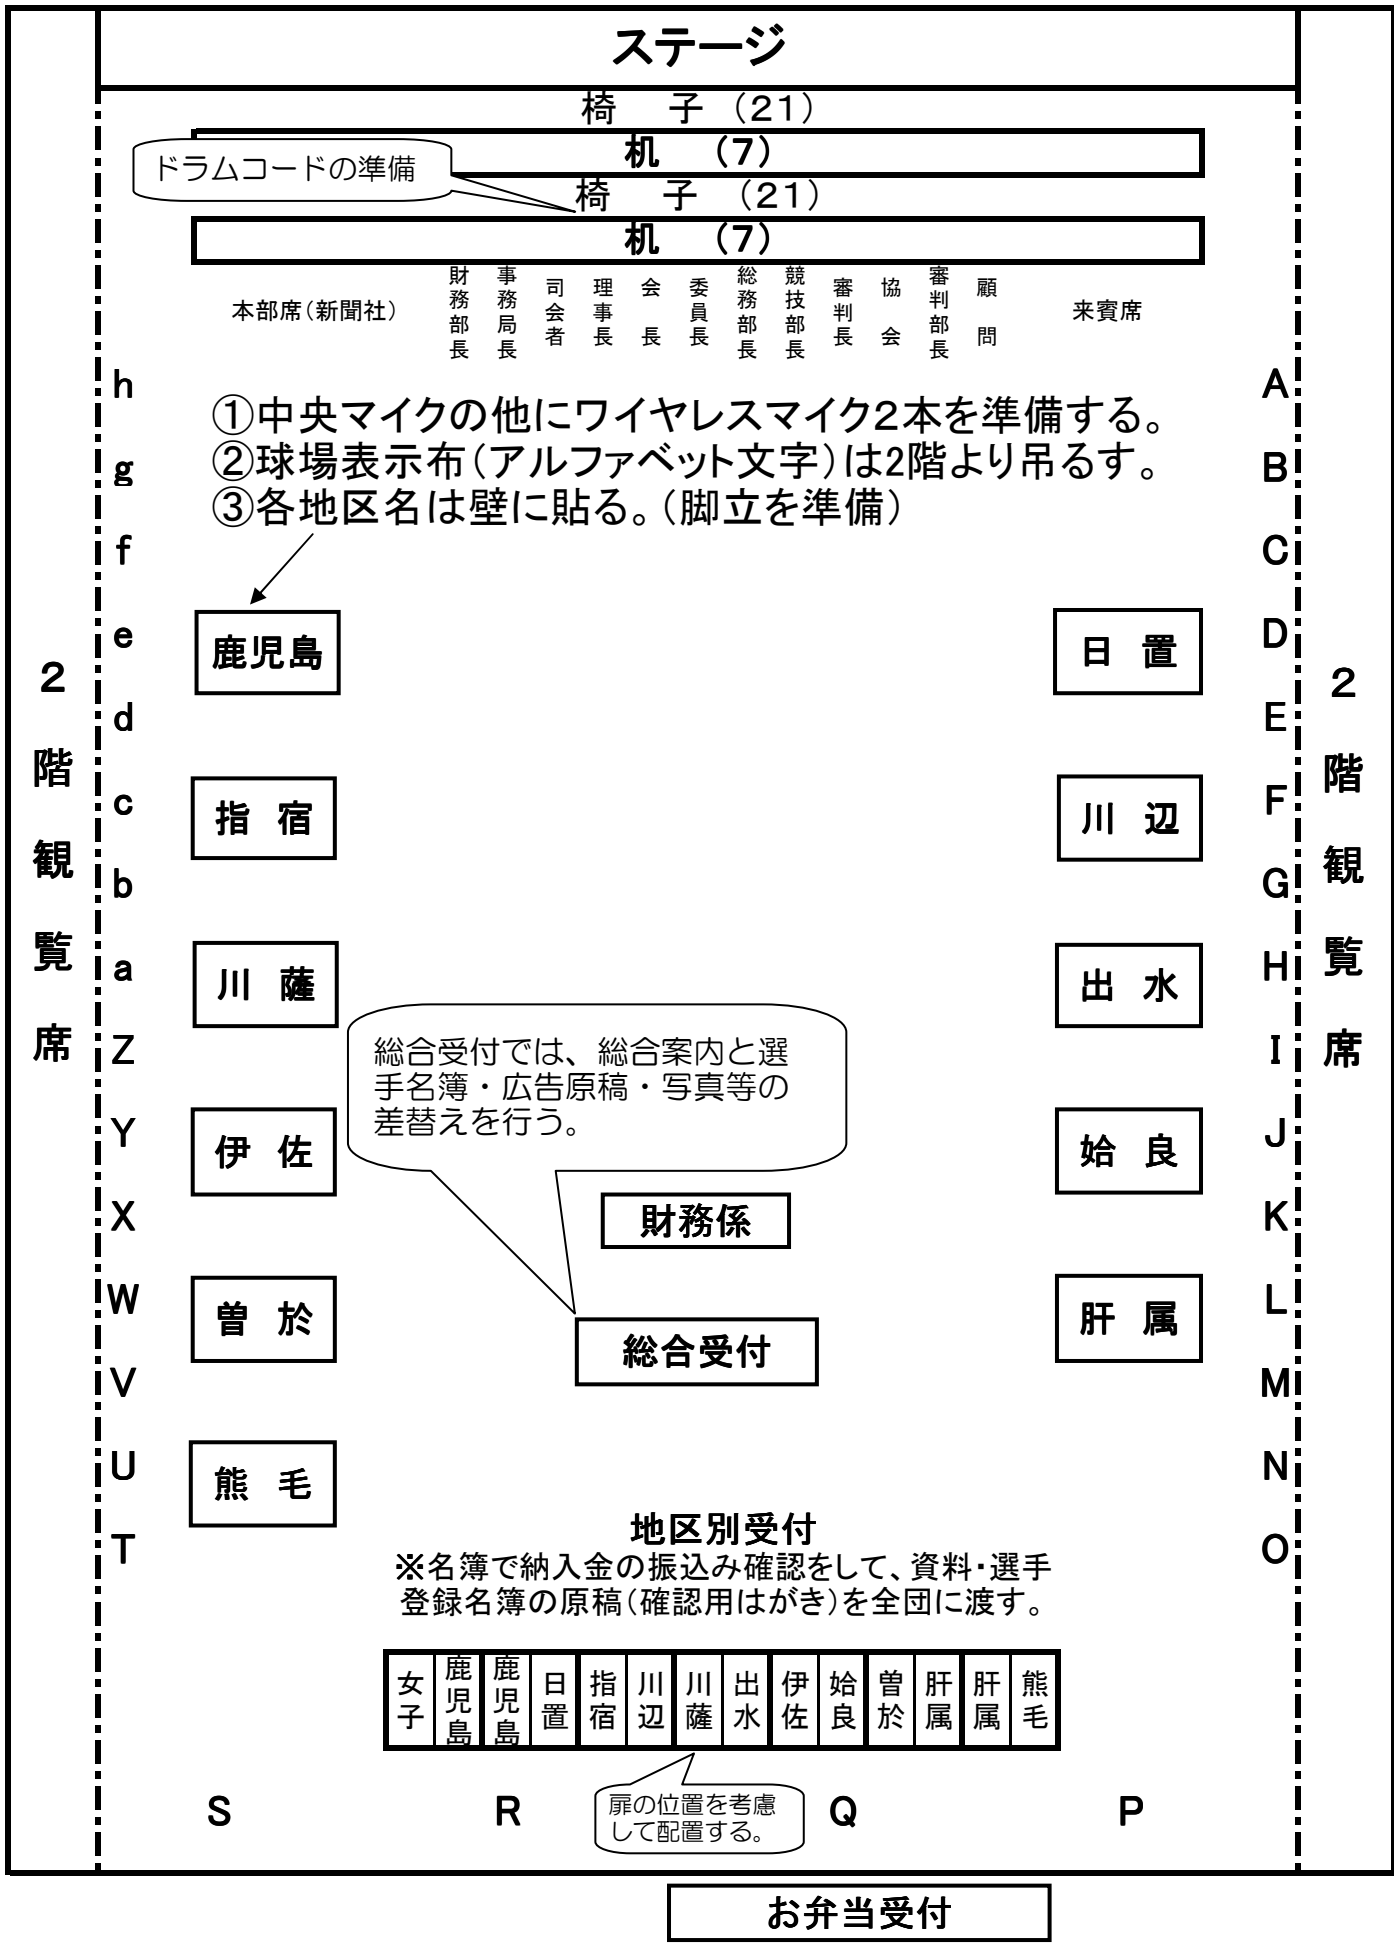 ステージ
椅　子 （21）
机　（7）
ドラムコードの準備
椅　子 （21）
机　（7）
本部席（新聞社）
財務部長
事務局長
司会者
理事長
会長
委員長
総務部長
競技部長
審判長
協会
審判部長
顧問
来賓席
①中央マイクの他にワイヤレスマイク２本を準備する。
②球場表示布（アルファベット文字）は2階より吊るす。
③各地区名は壁に貼る。（脚立を準備）
２階観覧席
h
g
f
e
d
c
b
a
Z
Y
X
W
V
U
T
鹿児島
指　宿
川　薩
伊　佐
曽　於
熊　毛
日　置
川　辺
出　水
姶　良
肝　属
A
B
C
D
E
F
G
H
I
J
K
L
M
N
O
２階観覧席
総合受付では、総合案内と選
手名簿・広告原稿・写真等の
差替えを行う。
財務係
総合受付
地区別受付
※名簿で納入金の振込み確認をして、資料・選手
登録名簿の原稿（確認用はがき）を全団に渡す。
女子
鹿児島
鹿児島
日置
指宿
川辺
川薩
出水
伊佐
姶良
曽於
肝属
肝属
熊毛
扉の位置を考慮
して配置する。
S
R
Q
P
お弁当受付